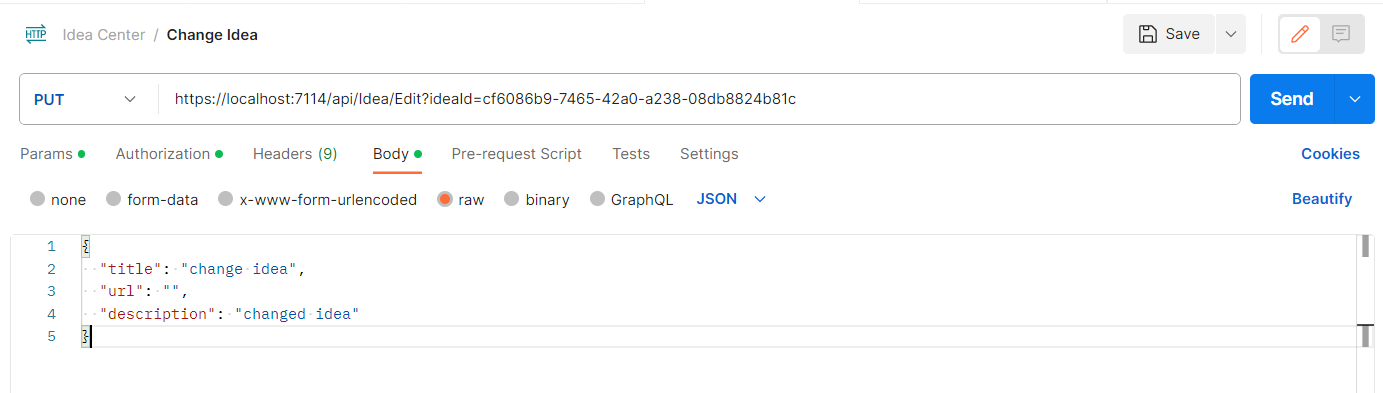 HTTP Idea Center / Change Idea Save
PUT https://localhost:7114/api/Idea/Edit?ideaId=cf6086b9-7465-42a0-a238-08db8824b81c Send
Params Authorization Headers (9) Body Pre-request Script Tests Settings Cookies
none form-data x-www-form-urlencoded raw binary GraphQL JSON Beautify
1 {
2 "title": "change idea",
3 "url": "",
4 "description": "changed idea"
5 }